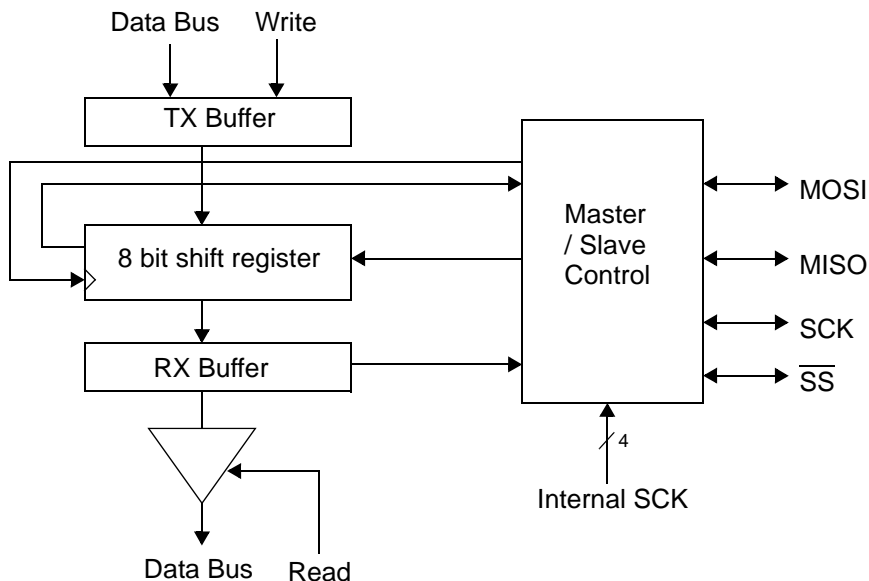 Data Bus Write
TX Buffer
MOSI
Master
/ Slave
Control
8 bit shift register
MISO
SCK
RX Buffer
SS
4
Internal SCK
Data Bus Read